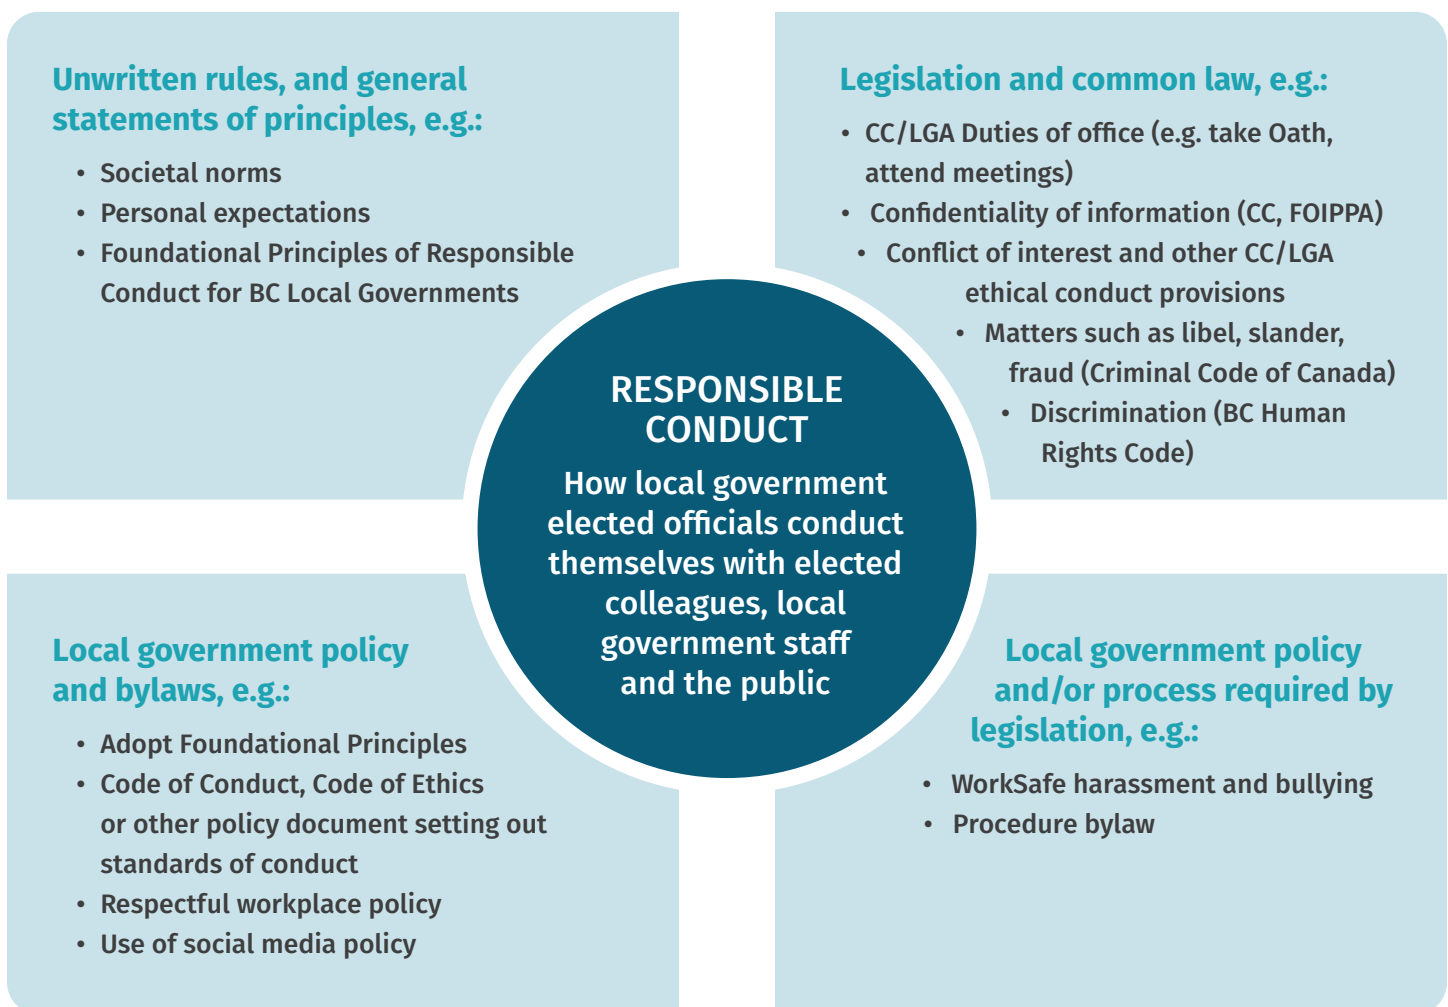 Unwritten rules, and general
statements of principles, e.g.:
• Societal norms
• Personal expectations
• Foundational Principles of Responsible
Conduct for BC Local Governments
Legislation and common law, e.g.:
• CC/LGA Duties of office (e.g. take Oath,
attend meetings)
• Confidentiality of information (CC, FOIPPA)
• Conflict of interest and other CC/LGA
ethical conduct provisions
• Matters such as libel, slander,
fraud (Criminal Code of Canada)
• Discrimination (BC Human
Rights Code)
RESPONSIBLE
CONDUCT
How local government
elected officials conduct
themselves with elected
colleagues, local
government staff
and the public
Local government policy
and bylaws, e.g.:
• Adopt Foundational Principles
• Code of Conduct, Code of Ethics
or other policy document setting out
standards of conduct
• Respectful workplace policy
• Use of social media policy
Local government policy
and/or process required by
legislation, e.g.:
• WorkSafe harassment and bullying
• Procedure bylaw